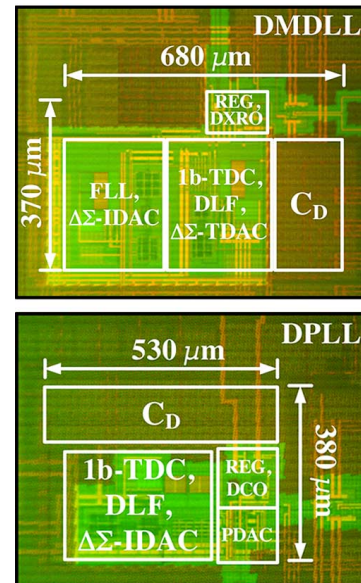 DMDLL
680 μm
370 μm
REG,
DXRO
FLL,
ΔΣ-IDAC
1b-TDC,
DLF,
ΔΣ-TDAC
C_D
DPLL
530 μm
C_D
380 μm
1b-TDC,
DLF,
ΔΣ-IDAC
REG,
DCO
PDAC